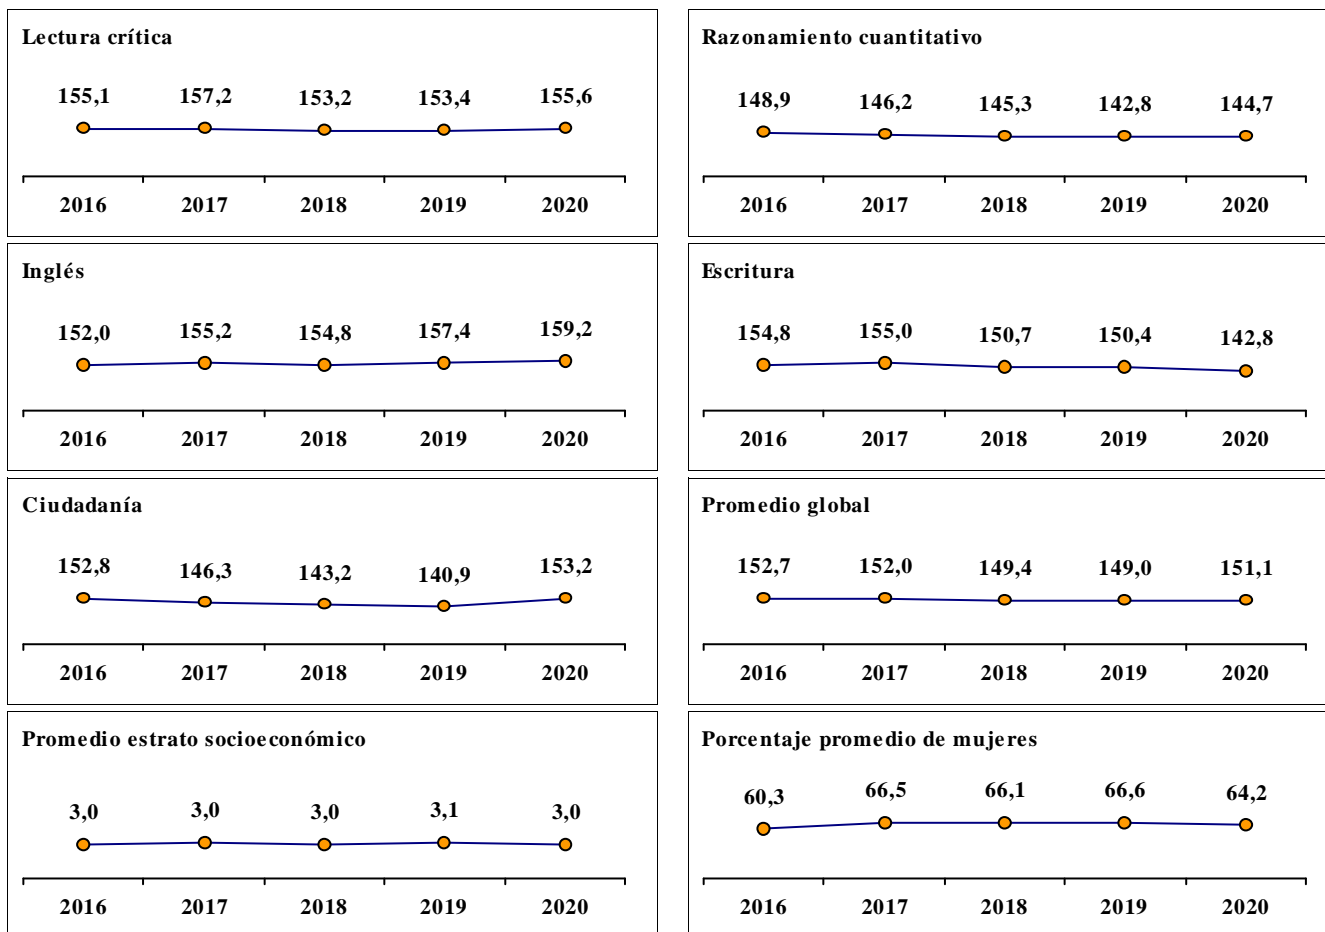 Lectura crítica
155,1 157,2 153,2 153,4 155,6
2016 2017 2018 2019 2020
Razonamiento cuantitativo
148,9 146,2 145,3 142,8 144,7
2016 2017 2018 2019 2020
Inglés
152,0 155,2 154,8 157,4 159,2
2016 2017 2018 2019 2020
Escritura
154,8 155,0 150,7 150,4 142,8
2016 2017 2018 2019 2020
Ciudadanía
152,8 146,3 143,2 140,9 153,2
2016 2017 2018 2019 2020
Promedio global
152,7 152,0 149,4 149,0 151,1
2016 2017 2018 2019 2020
Promedio estrato socioeconómico
3,0 3,0 3,0 3,1 3,0
2016 2017 2018 2019 2020
Porcentaje promedio de mujeres
60,3 66,5 66,1 66,6 64,2
2016 2017 2018 2019 2020